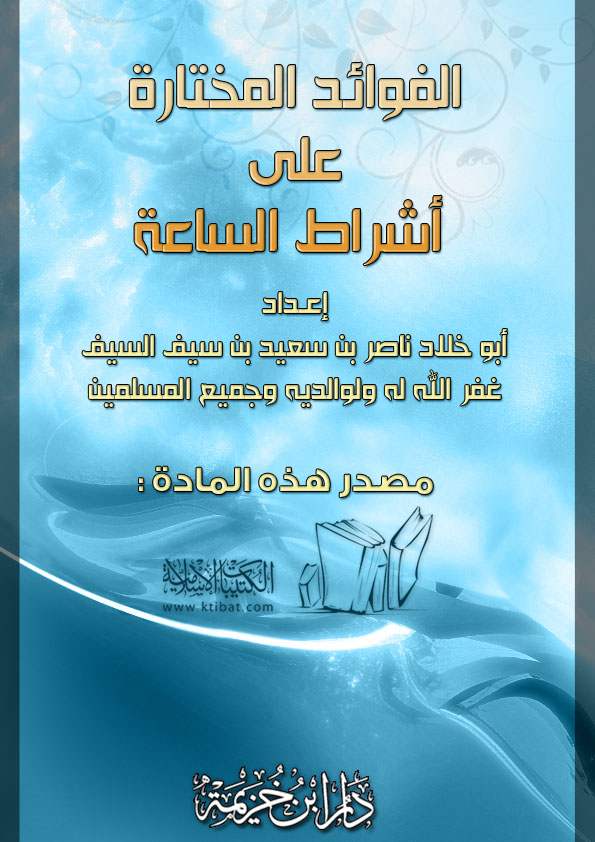 الفوائد المختارة
على
أشراط الساعة
إعداد
أبو خلاد ناصر بن سعيد بن سيف السيف
غفر الله له ولوالديه وجميع المسلمين
مصدر هذه المادة :
الكتيبات الإسلامية
www.ktibat.com
دار ابن خزيمة